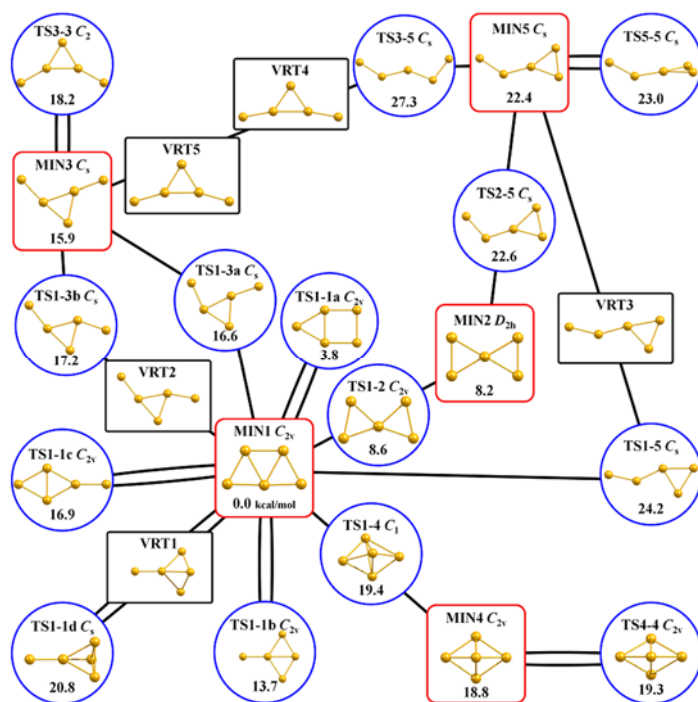 TS3-3 C2
18.2
VRT4
TS3-5 Cs
27.3
MIN5 Cs
22.4
TS5-5 Cs
23.0
MIN3 Cs
15.9
VRT5
TS2-5 Cs
22.6
TS1-3b Cs
17.2
TS1-3a Cs
16.6
TS1-1a C2v
3.8
MIN2 D2h
8.2
VRT3
VRT2
TS1-2 C2v
8.6
TS1-1c C2v
16.9
MIN1 C2v
0.0 kcal/mol
TS1-5 Cs
24.2
VRT1
TS1-4 C1
19.4
TS1-1d Cs
20.8
TS1-1b C2v
13.7
MIN4 C2v
18.8
TS4-4 C2v
19.3